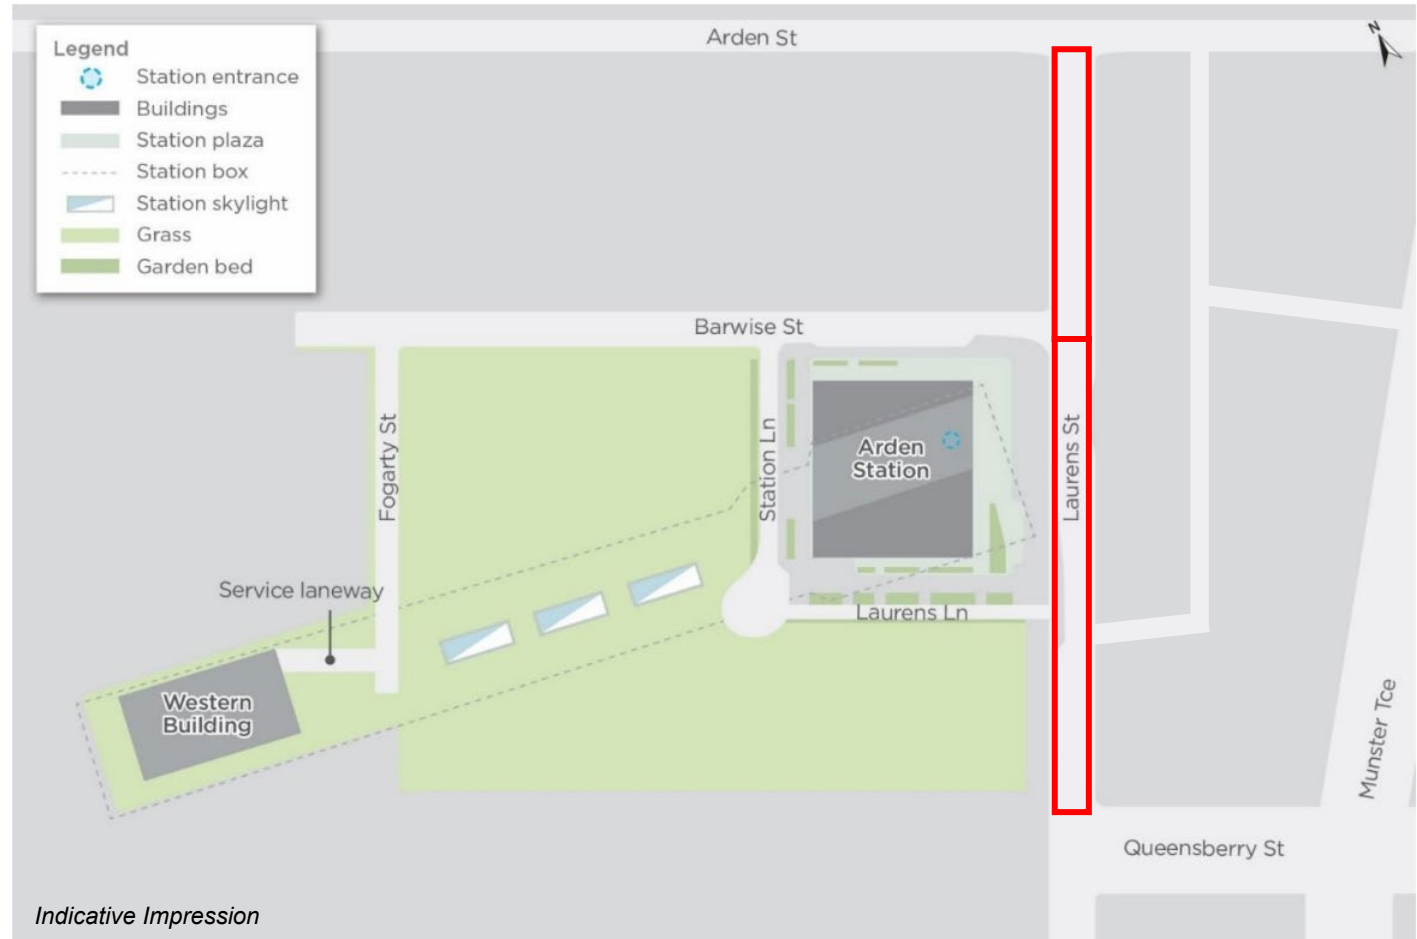 Arden St
N
Legend
Station entrance
Buildings
Station plaza
Station box
Station skylight
Grass
Garden bed
Barwise St
Fogarty St
Station Ln
Arden
Station
Laurens St
Service laneway
Laurens Ln
Western
Building
Munster Tce
Queensberry St
Indicative Impression